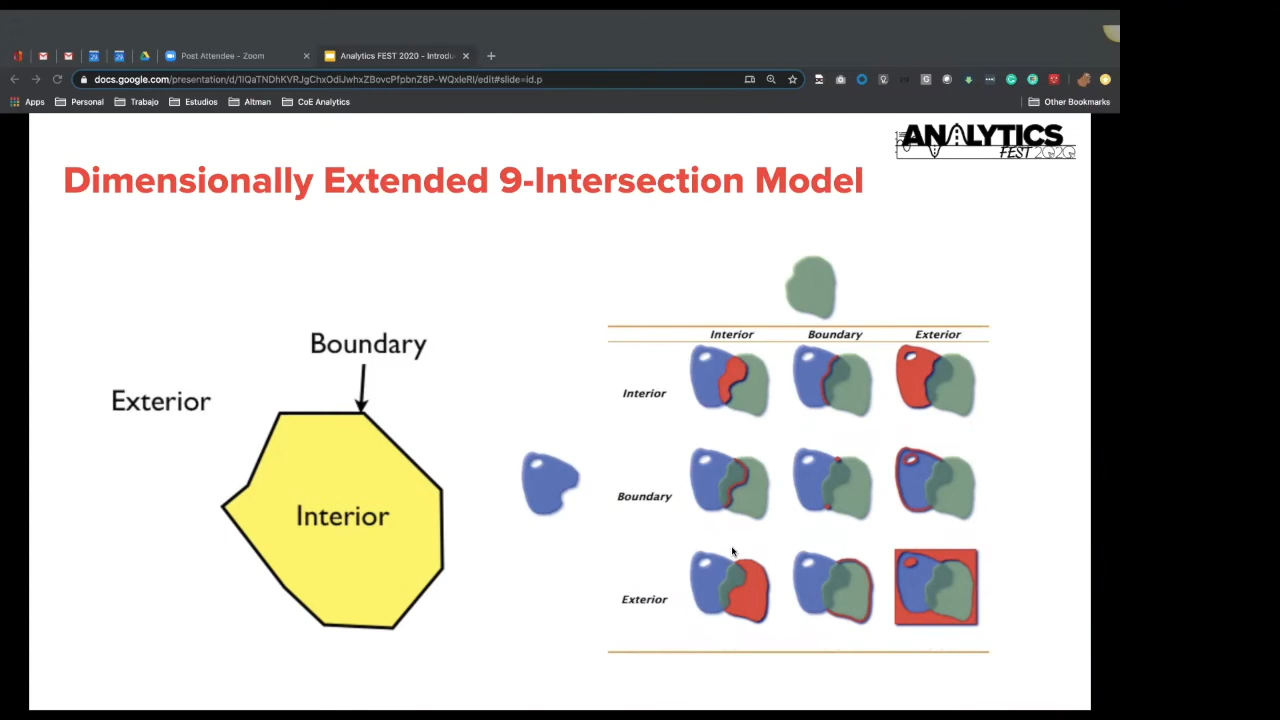 Post Attendee - Zoom
Analytics FEST 2020 - Introdu
docs.google.com/presentation/d/1lQaTNDhKVRJgChxOdiJwhxZBovcPfpbnZ8P-WQxleRI/edit#slide=id.p
Apps Personal Trabajo Estudios Altman CoE Analytics Other Bookmarks
ANALYTICS
FEST 2020
Dimensionally Extended 9-Intersection Model
Boundary
Exterior
Interior
Interior Boundary Exterior
Interior
Boundary
Exterior